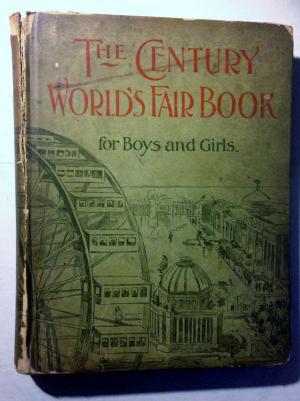 THE CENTURY
WORLD'S FAIR BOOK
for Boys and Girls.